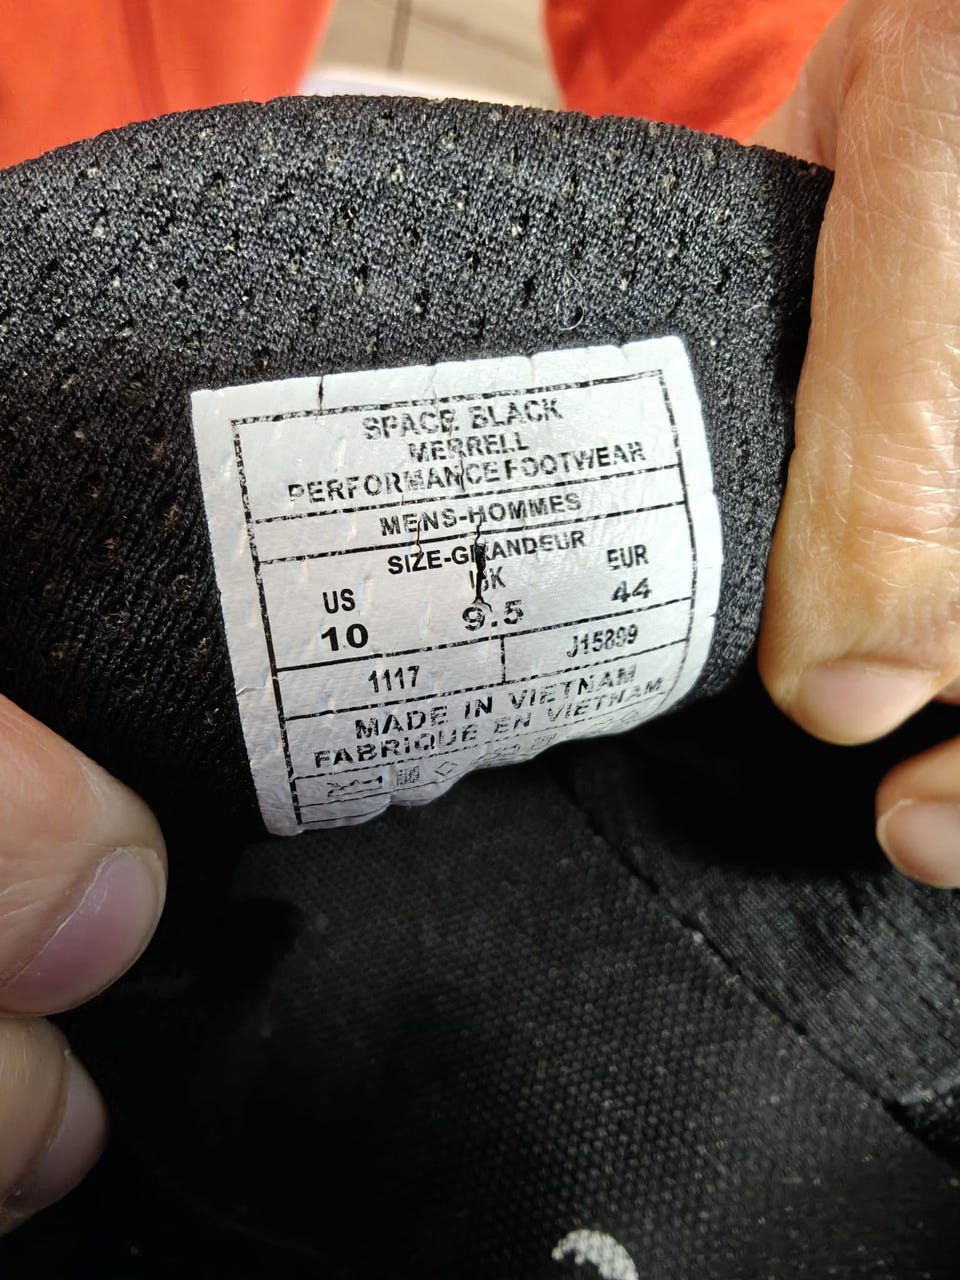 SPACE BLACK
MERRELL
PERFORMANCE FOOTWEAR
MENS-HOMMES
SIZE-GRANDEUR
US UK EUR
10 9.5 44
1117 J15899
MADE IN VIETNAM
FABRIQUE EN VIETNAM